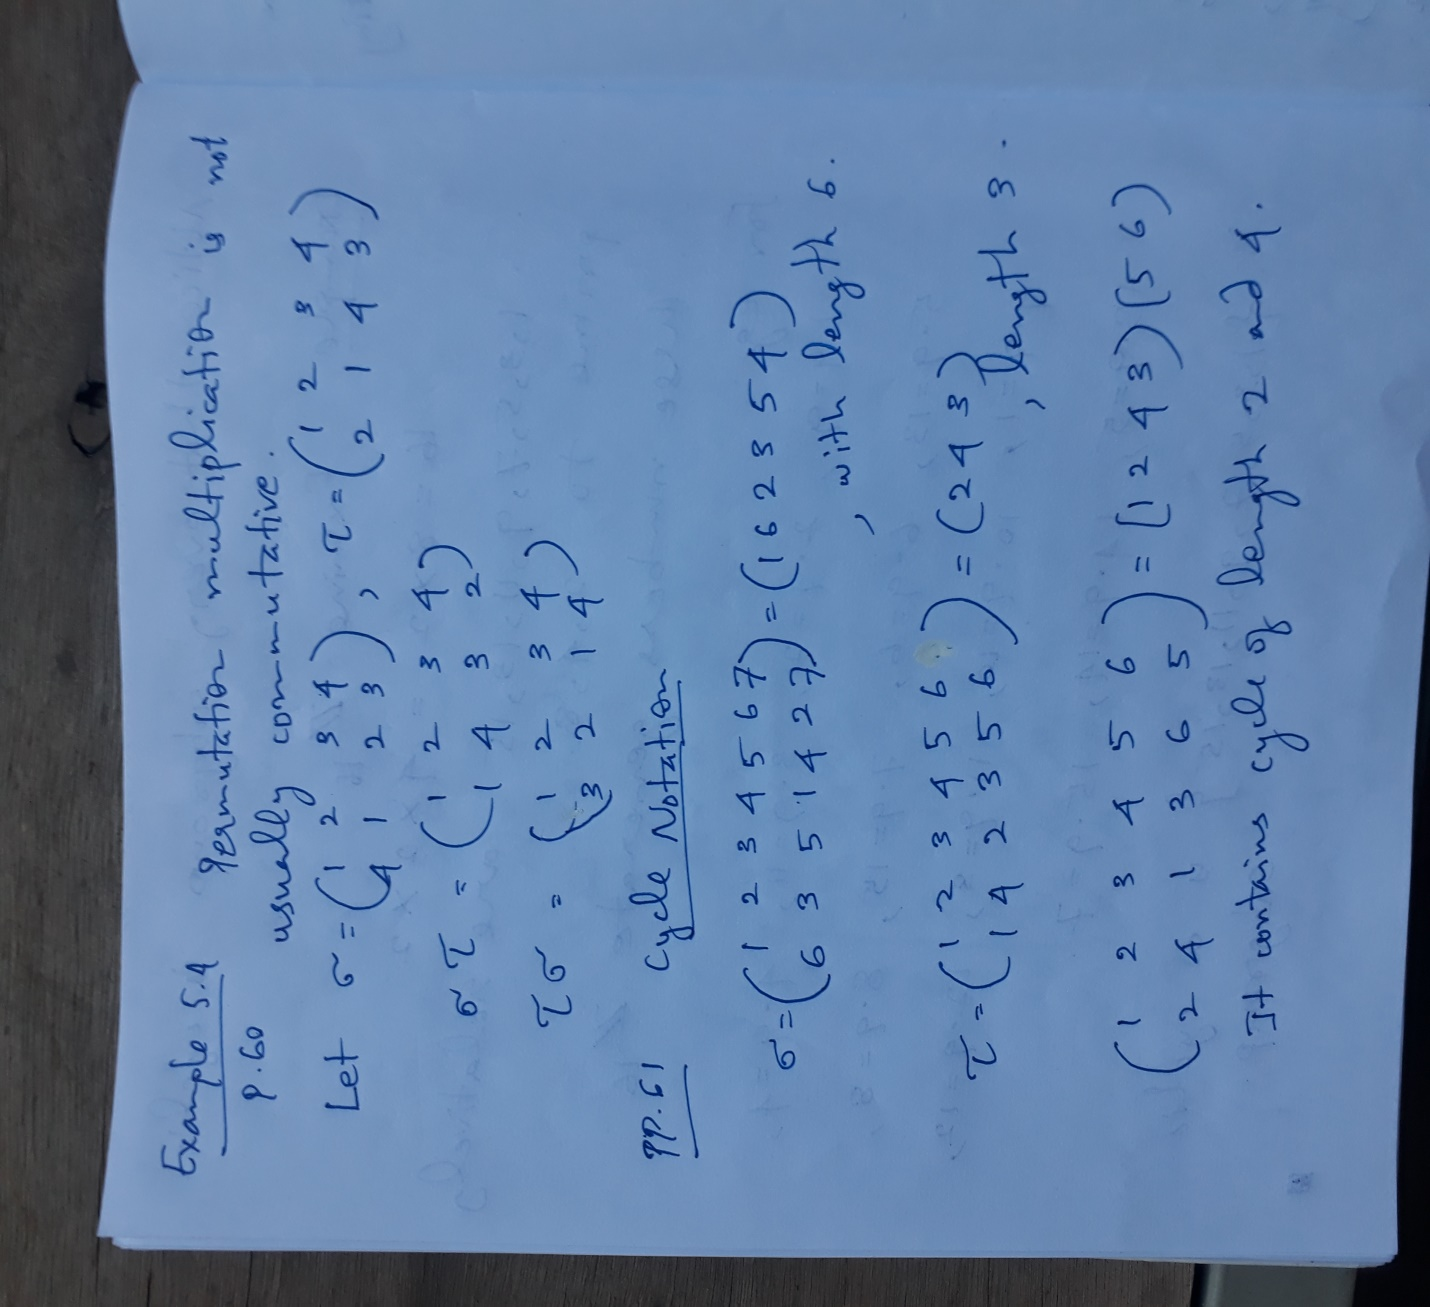 Example 5.4 Permutation multiplication is not
P.60 usually commutative.
Let σ = (1 2 3 4 / 4 1 2 3), τ = (1 2 3 4 / 2 1 4 3)
στ = (1 2 3 4 / 1 4 3 2)
τσ = (1 2 3 4 / 3 2 1 4)
PP.61 Cycle Notation
σ = (1 2 3 4 5 6 7 / 6 3 5 1 4 2 7) = (1 6 2 3 5 4)
, with length 6.
τ = (1 2 3 4 5 6 / 1 4 2 3 5 6) = (2 4 3)
, length 3.
(1 2 3 4 5 6 / 2 4 1 3 6 5) = (1 2 4 3)(5 6)
It contains cycle of length 2 and 4.